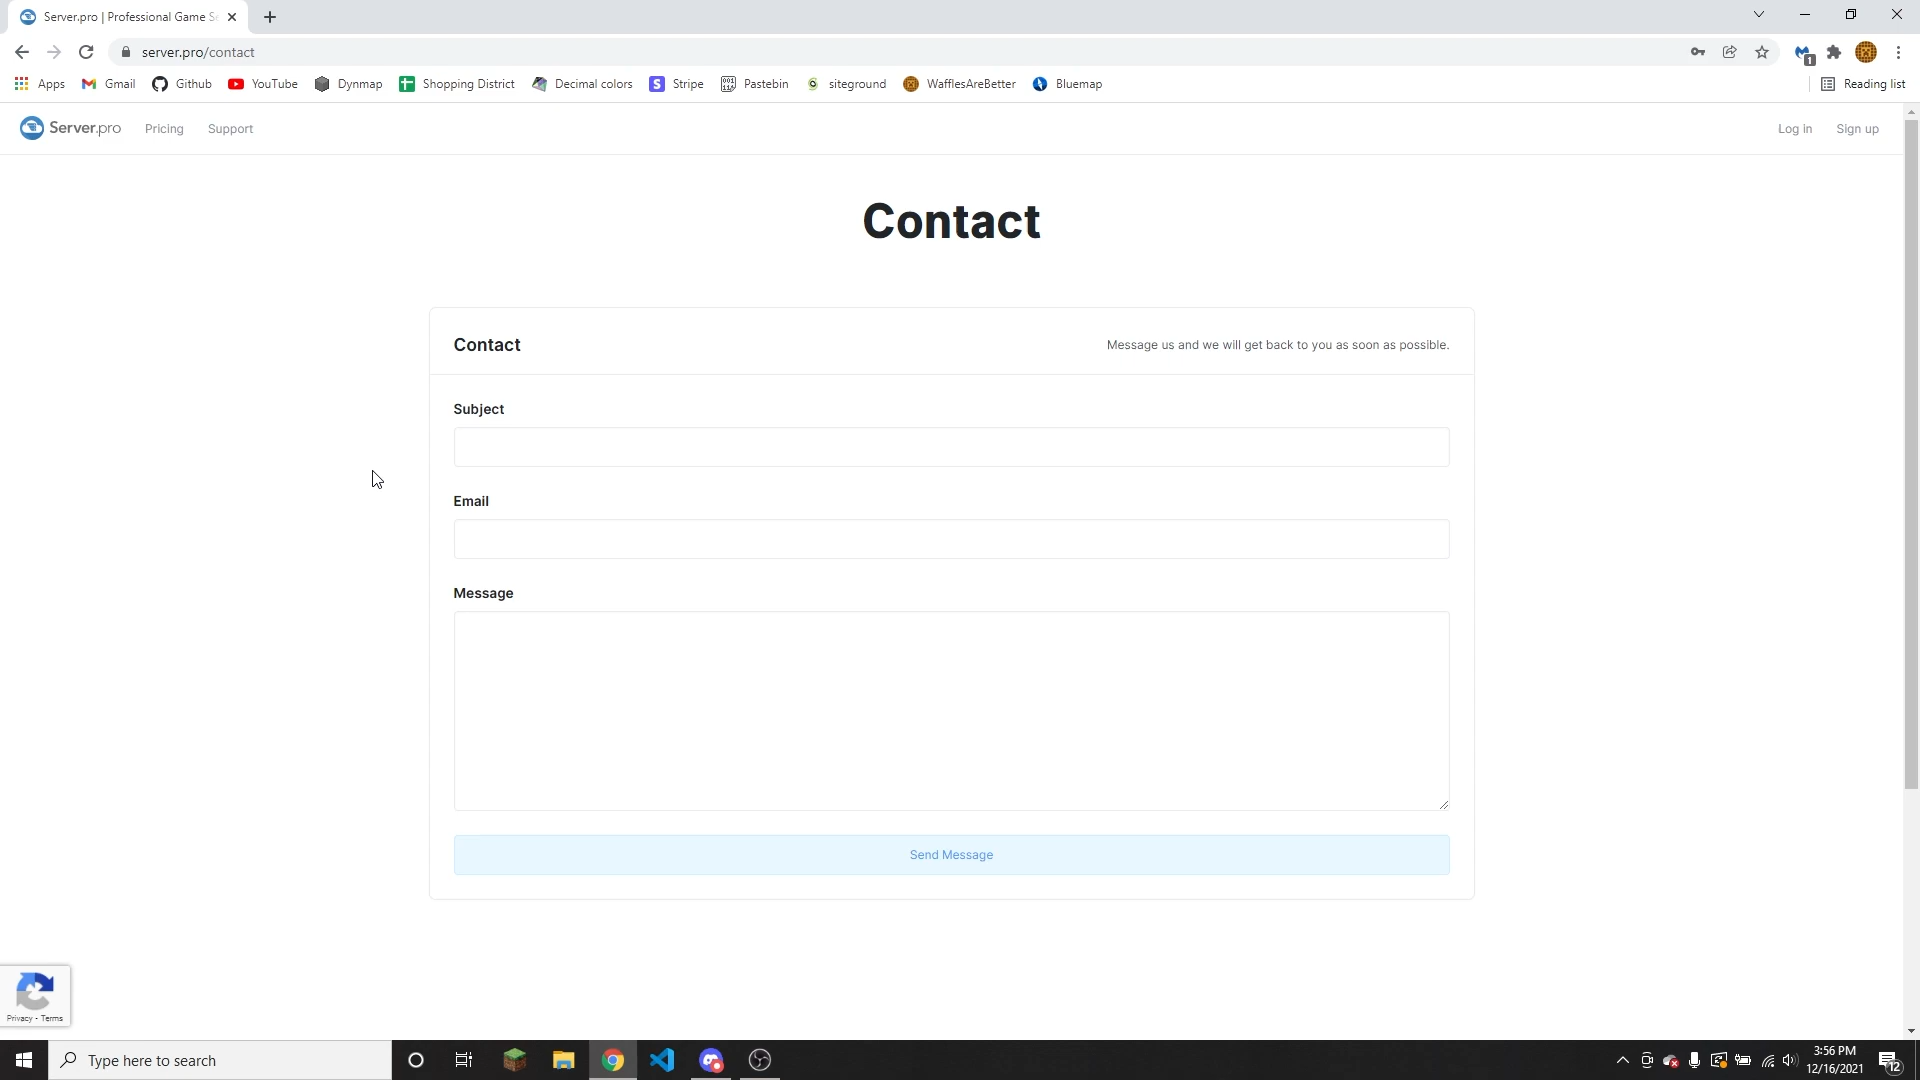 Server.pro | Professional Game Se
server.pro/contact
1
Apps Gmail Github YouTube Dynmap Shopping District Decimal colors Stripe Pastebin siteground WafflesAreBetter Bluemap Reading list
Server.pro Pricing Support Log in Sign up
Contact
Contact Message us and we will get back to you as soon as possible.
Subject
Email
Message
Send Message
Privacy - Terms
Type here to search
3:56 PM
12/16/2021
12